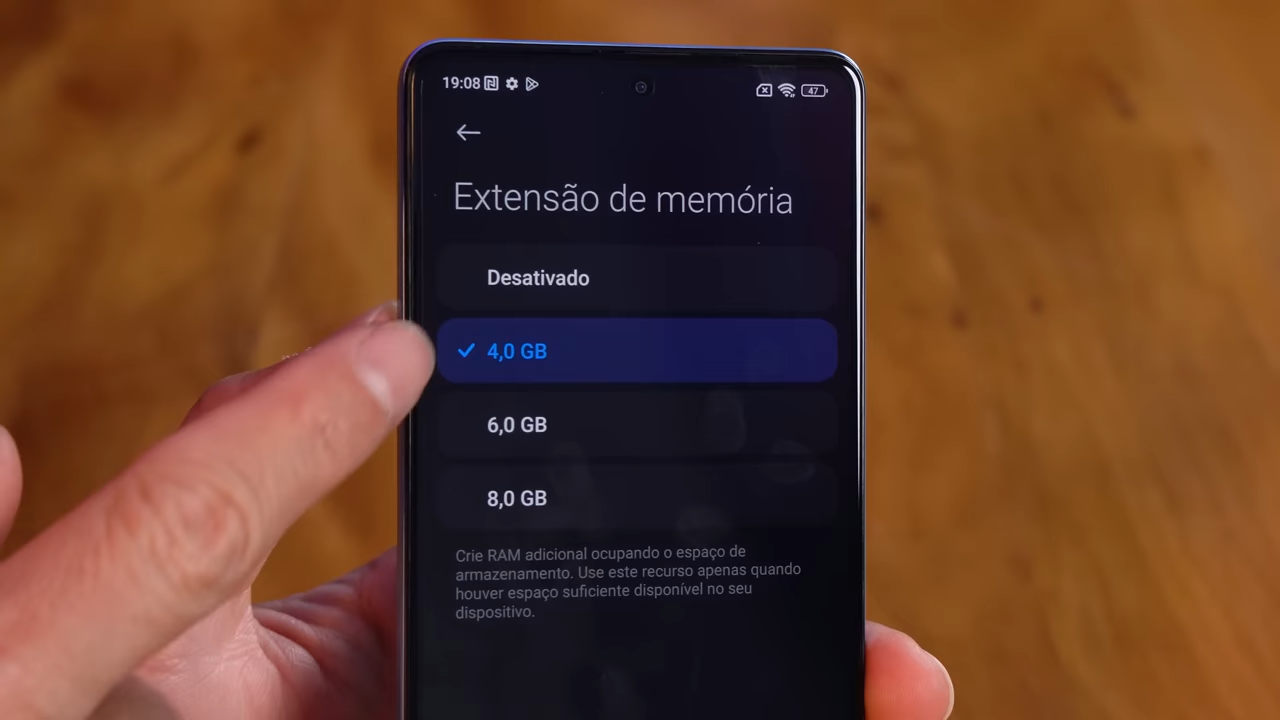 19:08
47
Extensão de memória
Desativado
4,0 GB
6,0 GB
8,0 GB
Crie RAM adicional ocupando o espaço de
armazenamento. Use este recurso apenas quando
houver espaço suficiente disponível no seu
dispositivo.